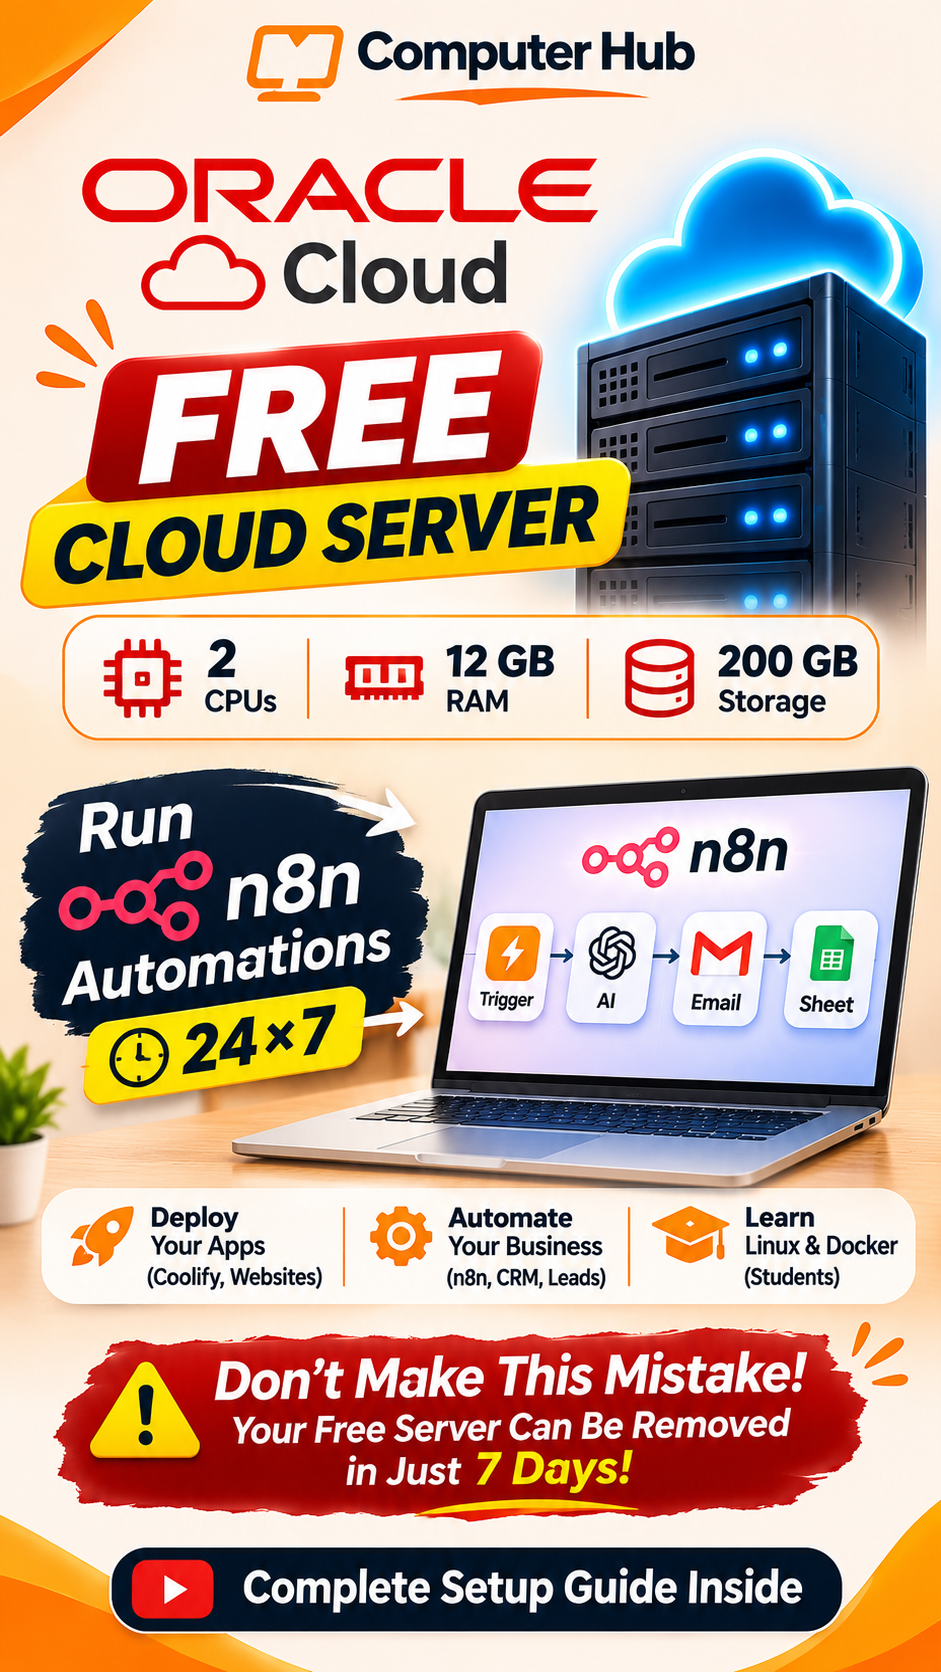 Computer Hub
ORACLE
Cloud
FREE
CLOUD SERVER
2
CPUs
12 GB
RAM
200 GB
Storage
Run
n8n
Automations
24×7
n8n
Trigger
AI
Email
Sheet
Deploy
Your Apps
(Coolify, Websites)
Automate
Your Business
(n8n, CRM, Leads)
Learn
Linux & Docker
(Students)
Don't Make This Mistake!
Your Free Server Can Be Removed
in Just 7 Days!
Complete Setup Guide Inside